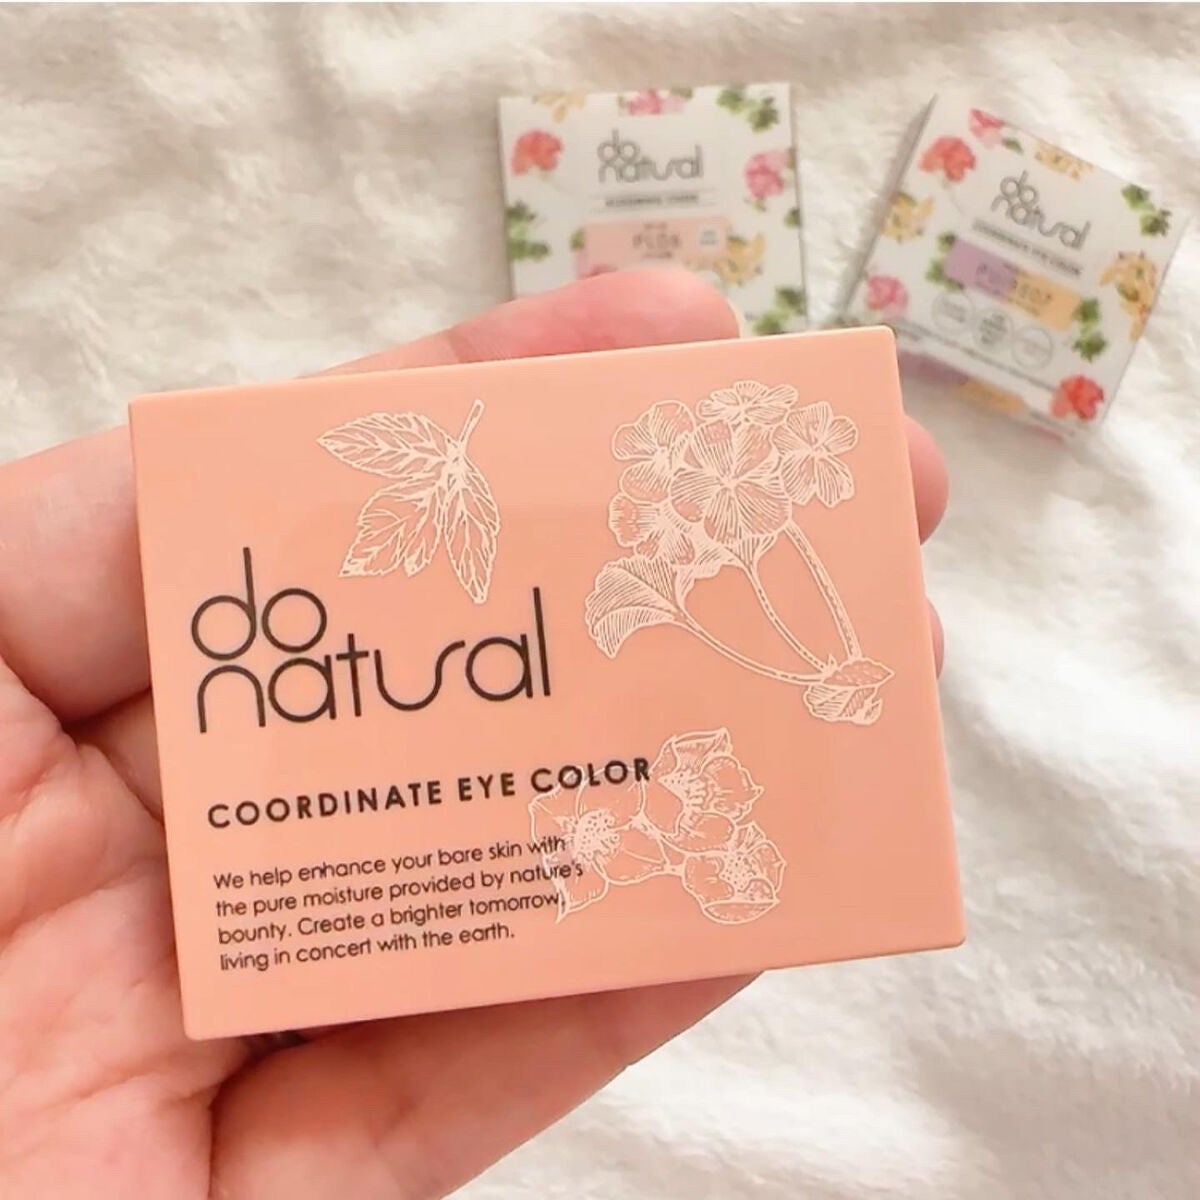 do
natural
COORDINATE EYE COLOR
We help enhance your bare skin with
the pure moisture provided by nature's
bounty. Create a brighter tomorrow,
living in concert with the earth.
do
natural
do
natural
COORDINATE EYE COLOR